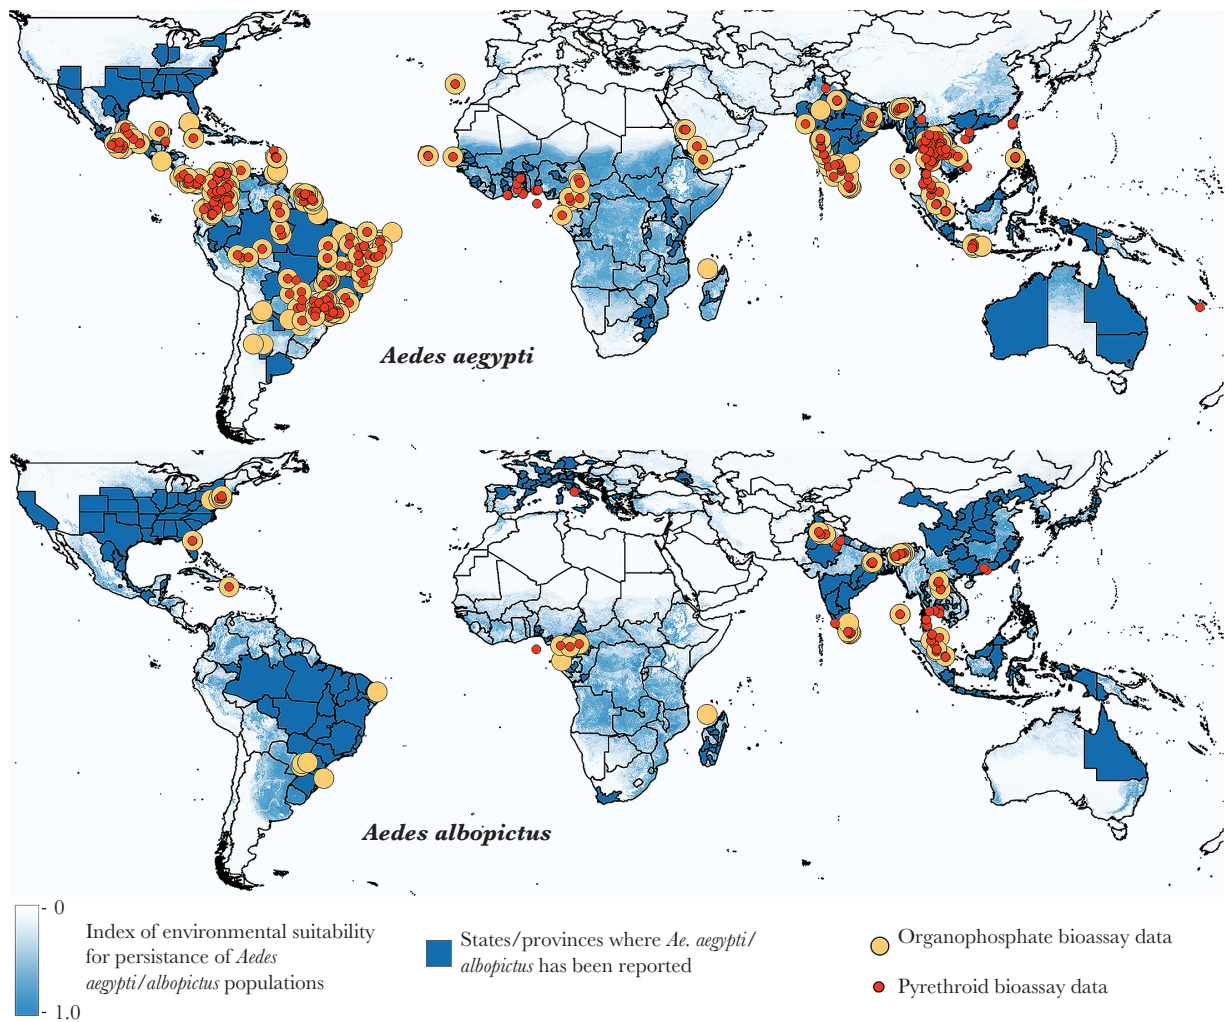 Aedes aegypti
Aedes albopictus
0
Index of environmental suitability
for persistance of Aedes
aegypti/albopictus populations
1.0
States/provinces where Ae. aegypti/
albopictus has been reported
Organophosphate bioassay data
Pyrethroid bioassay data